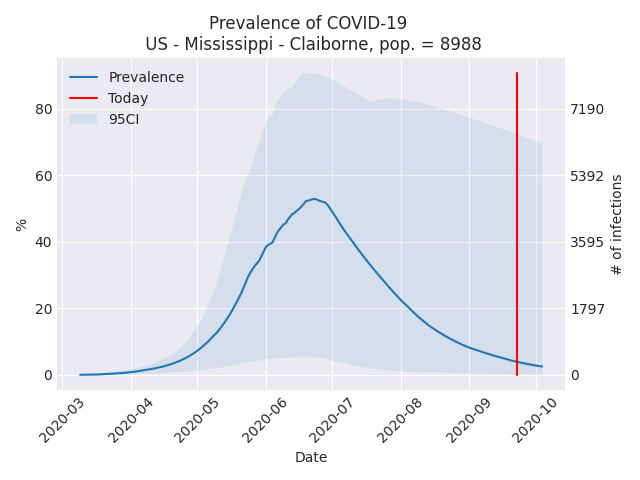 Prevalence of COVID-19
US - Mississippi - Claiborne, pop. = 8988
Prevalence
Today
95CI
%
80
60
40
20
0
7190
5392
3595
1797
0
# of infections
2020-03
2020-04
2020-05
2020-06
2020-07
2020-08
2020-09
2020-10
Date